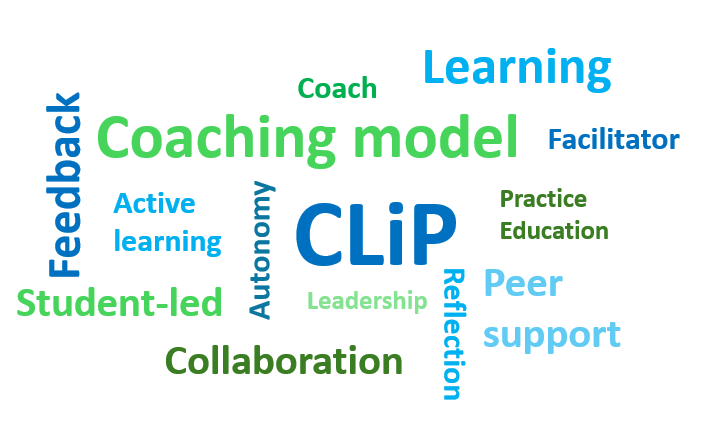 Learning
Coach
Feedback
Coaching model
Facilitator
Active
learning
Autonomy
CLiP
Practice
Education
Student-led
Leadership
Reflection
Peer
support
Collaboration